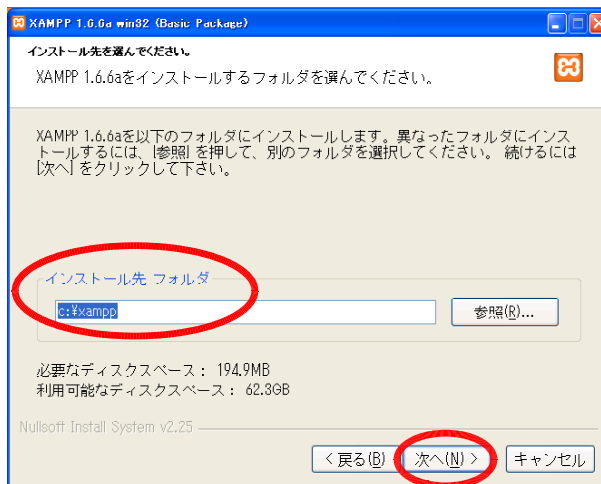 XAMPP 1.6.6a win32 (Basic Package)
インストール先を選んでください。
XAMPP 1.6.6aをインストールするフォルダを選んでください。
XAMPP 1.6.6aを以下のフォルダにインストールします。異なったフォルダにインス
トールするには、[参照] を押して、別のフォルダを選択してください。 続けるには
[次へ] をクリックして下さい。
インストール先 フォルダ
c:¥xampp
参照(R)...
必要なディスクスペース： 194.9MB
利用可能なディスクスペース： 62.3GB
Nullsoft Install System v2.25
< 戻る(B)
次へ(N) >
キャンセル